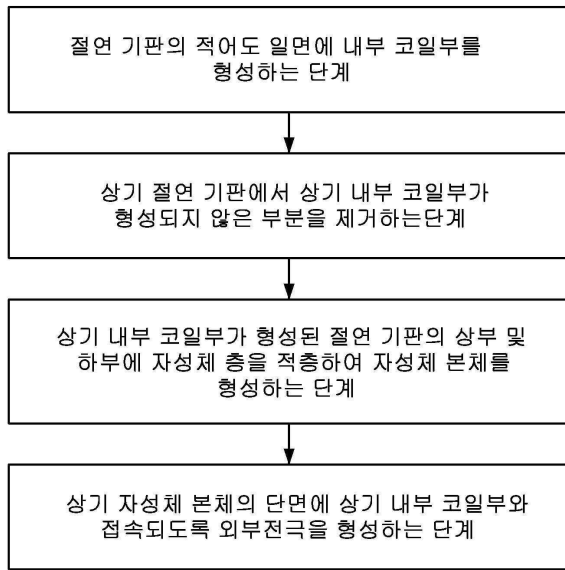 절연 기판의 적어도 일면에 내부 코일부를
형성하는 단계
상기 절연 기판에서 상기 내부 코일부가
형성되지 않은 부분을 제거하는단계
상기 내부 코일부가 형성된 절연 기판의 상부 및
하부에 자성체 층을 적층하여 자성체 본체를
형성하는 단계
상기 자성체 본체의 단면에 상기 내부 코일부와
접속되도록 외부전극을 형성하는 단계